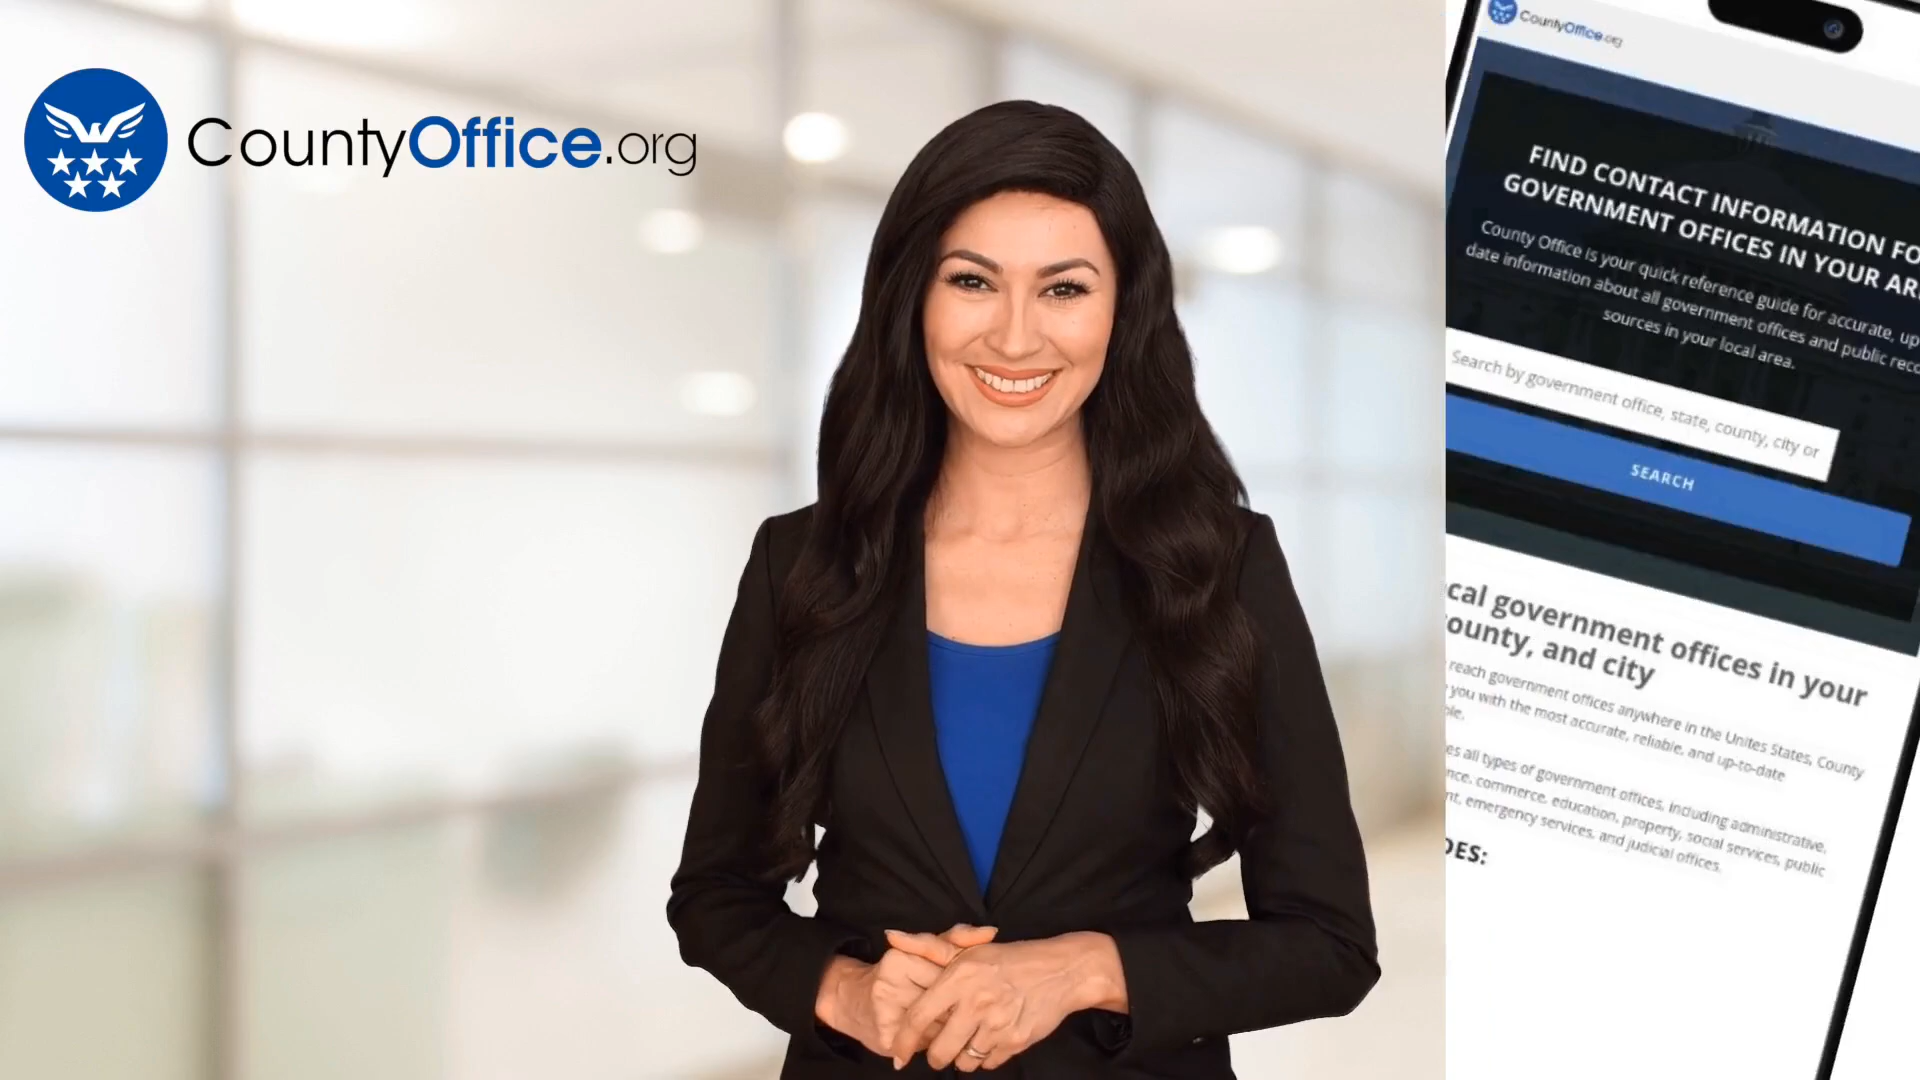 CountyOffice.org
CountyOffice.org
FIND CONTACT INFORMATION FO
GOVERNMENT OFFICES IN YOUR AR
County Office is your quick reference guide for accurate, up
date information about all government offices and public reco
sources in your local area.
Search by government office, state, county, city or
SEARCH
cal government offices in your
ounty, and city
reach government offices anywhere in the Unites States, County
you with the most accurate, reliable, and up-to-date
ble.
es all types of government offices, including administrative,
nce, commerce, education, property, social services, public
nt, emergency services, and judicial offices.
DES: